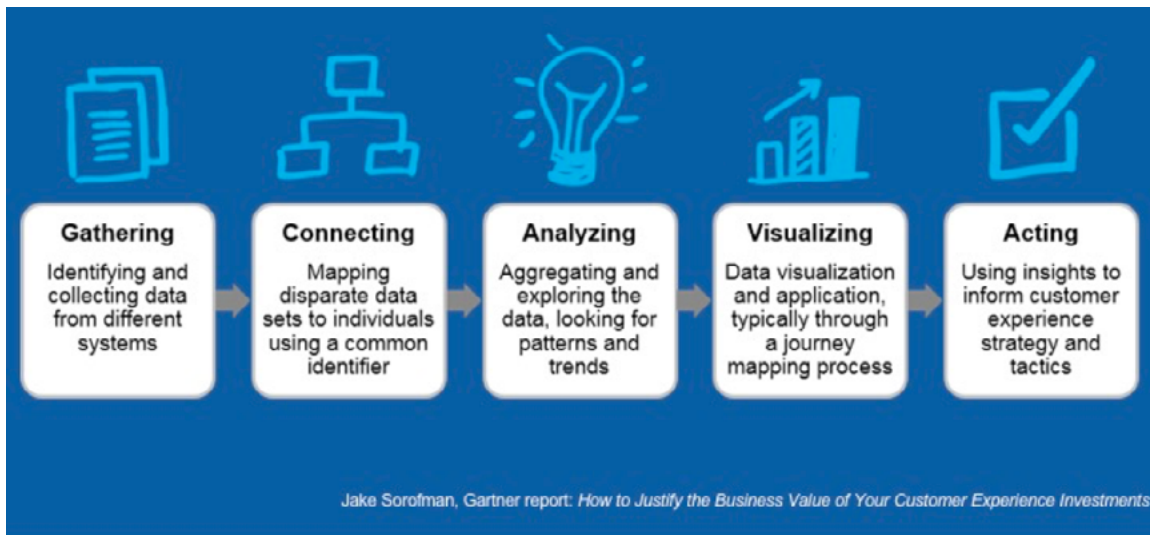 Gathering
Identifying and
collecting data
from different
systems
Connecting
Mapping
disparate data
sets to individuals
using a common
identifier
Analyzing
Aggregating and
exploring the
data, looking for
patterns and
trends
Visualizing
Data visualization
and application,
typically through
a journey
mapping process
Acting
Using insights to
inform customer
experience
strategy and
tactics
Jake Sorofman, Gartner report: How to Justify the Business Value of Your Customer Experience Investments